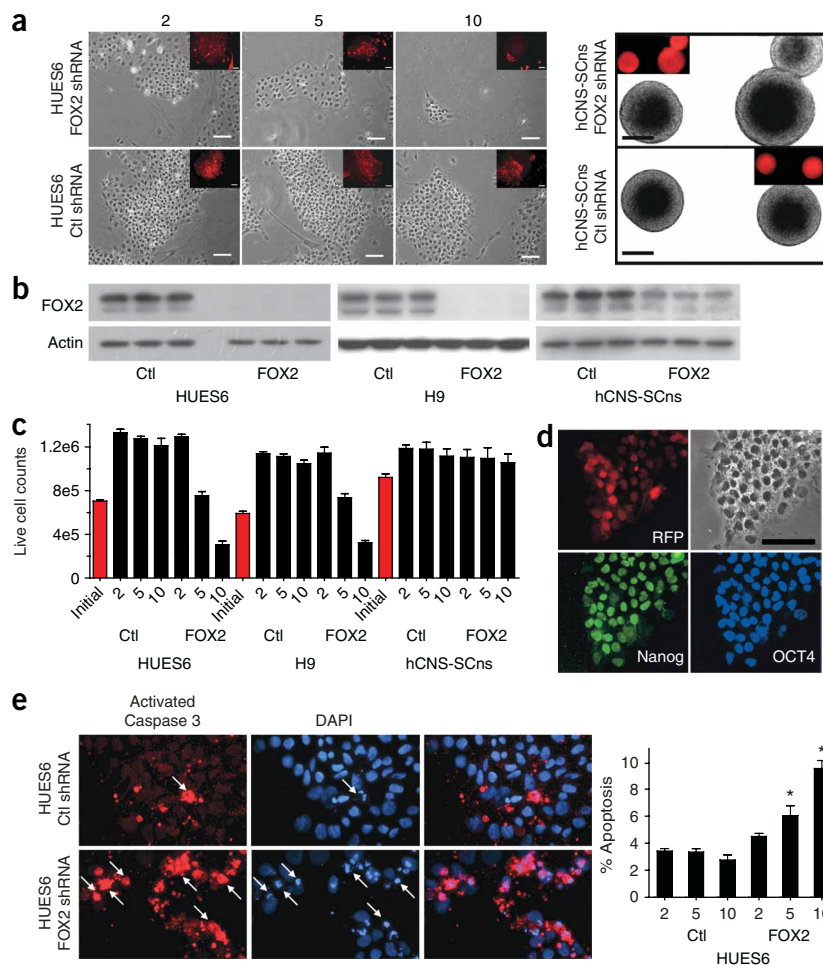 a
2 5 10
HUES6
FOX2 shRNA
HUES6
Ctl shRNA
hCNS-SCns
FOX2 shRNA
hCNS-SCns
Ctl shRNA
b
FOX2
Actin
Ctl FOX2 Ctl FOX2 Ctl FOX2
HUES6 H9 hCNS-SCns
c
Live cell counts
1.2e6
8e5
4e5
0
Initial 2 5 10 2 5 10 Initial 2 5 10 2 5 10 Initial 2 5 10 2 5 10
Ctl FOX2 Ctl FOX2 Ctl FOX2
HUES6 H9 hCNS-SCns
d
RFP
Nanog OCT4
e
Activated
Caspase 3
DAPI
HUES6
Ctl shRNA
HUES6
FOX2 shRNA
% Apoptosis
10
8
6
4
2
0
* *
2 5 10 2 5 10
Ctl FOX2
HUES6